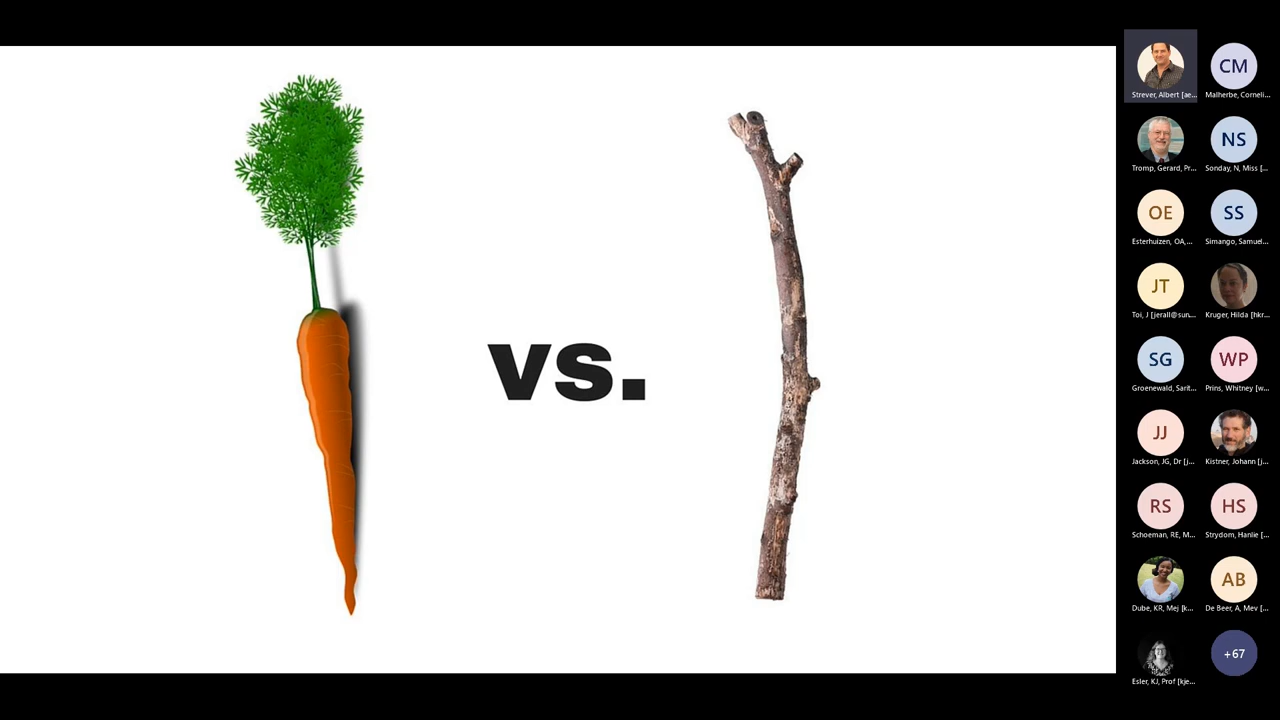 vs.
Strever, Albert [ae...
CM
Malherbe, Corneli...
Tromp, Gerard, Pr...
NS
Sonday, N, Miss [...
OE
Esterhuizen, OA,...
SS
Simango, Samuel...
JT
Toi, J [jerall@sun....
Kruger, Hilda [hkr...
SG
Groenewald, Sarit...
WP
Prins, Whitney [w...
JJ
Jackson, JG, Dr [j...
Kistner, Johann [j...
RS
Schoeman, RE, M...
HS
Strydom, Hanlie [...
Dube, KR, Mej [k...
AB
De Beer, A, Mev [...
Esler, KJ, Prof [kje...
+67